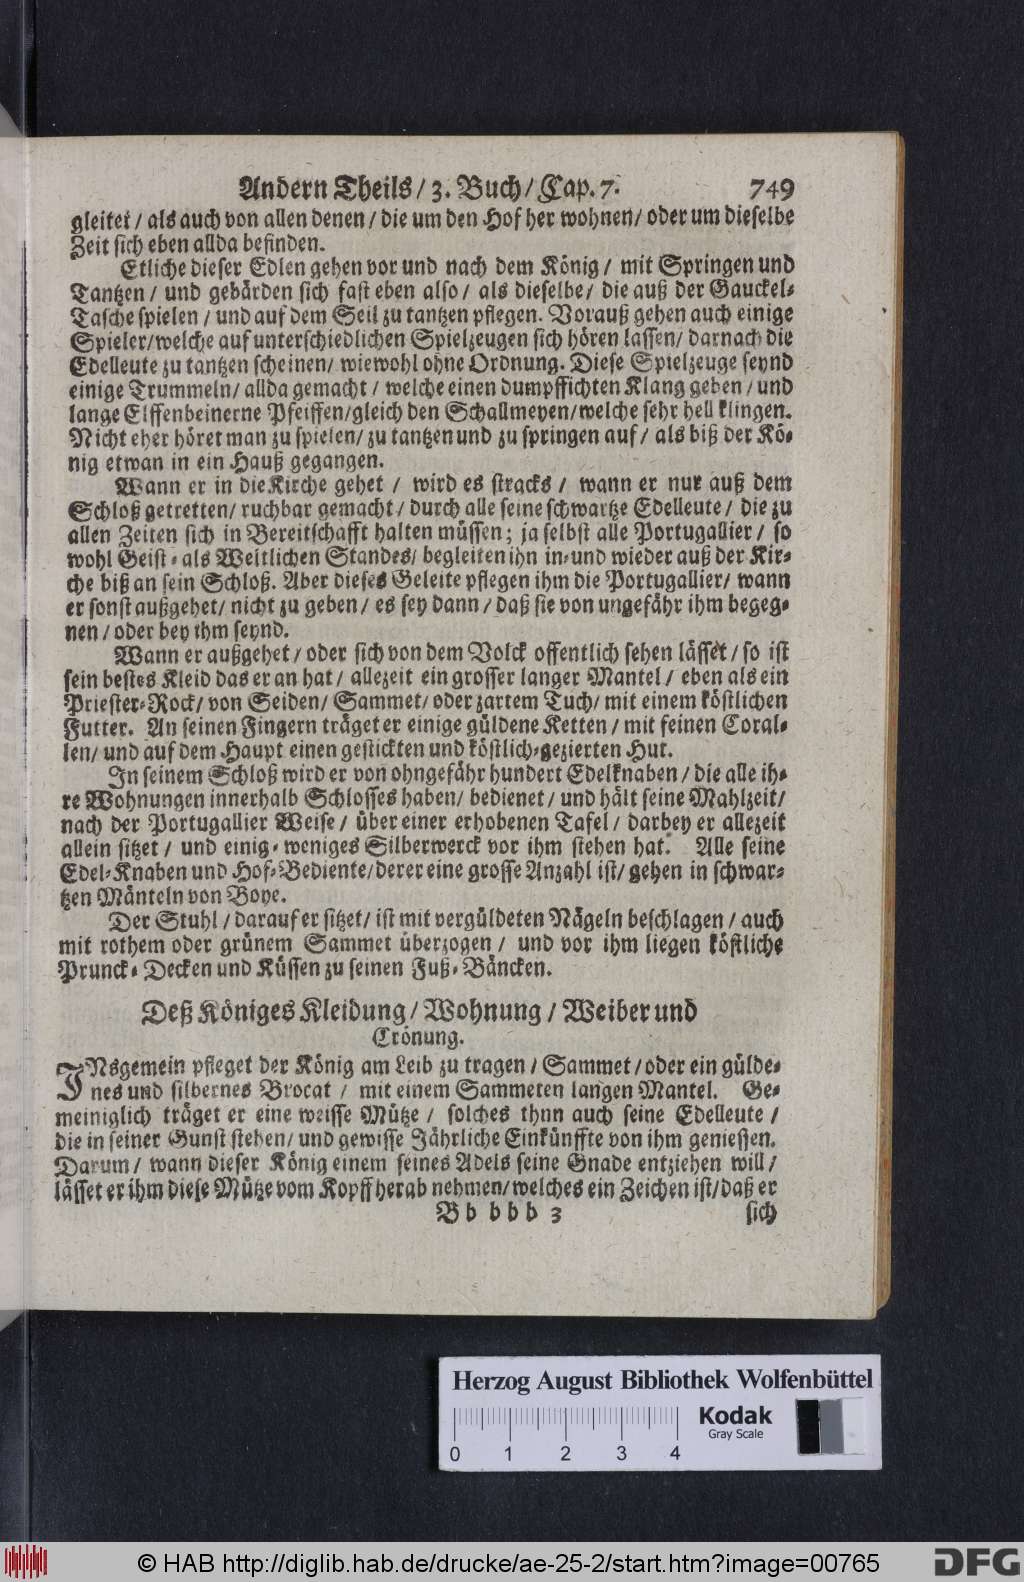 Andern Theils / 3. Buch / Cap. 7. 749
gleitet / als auch von allen denen / die um den Hof her wohnen / oder um dieselbe
Zeit sich eben allda befinden.
Etliche dieser Edlen gehen vor und nach dem König / mit Springen und
Tantzen / und gebärden sich fast eben also / als dieselbe / die auß der Gauckel-
Tasche spielen / und auf dem Seil zu tantzen pflegen. Vorauß gehen auch einige
Spieler / welche auf unterschiedlichen Spielzeugen sich hören lassen / darnach die
Edelleute zu tantzen scheinen / wiewohl ohne Ordnung. Diese Spielzeuge seynd
einige Trummeln / allda gemacht / welche einen dumpffichten Klang geben / und
lange Elffenbeinerne Pfeiffen / gleich den Schallmeyen / welche sehr hell klingen.
Nicht eher höret man zu spielen / zu tantzen und zu springen auf / als biß der Kö-
nig etwan in ein Hauß gegangen.
Wann er in die Kirche gehet / wird es stracks / wann er nur auß dem
Schloß getretten / ruchbar gemacht / durch alle seine schwartze Edelleute / die zu
allen Zeiten sich in Bereitschafft halten müssen; ja selbst alle Portugallier / so
wohl Geist- als Weltlichen Standes / begleiten ihn in- und wieder auß der Kir-
che biß an sein Schloß. Aber dieses Geleite pflegen ihm die Portugallier / wann
er sonst außgehet / nicht zu geben / es sey dann / daß sie von ungefähr ihm begeg-
nen / oder bey ihm seynd.
Wann er außgehet / oder sich von dem Volck offentlich sehen lässet / so ist
sein bestes Kleid das er an hat / allezeit ein grosser langer Mantel / eben als ein
Priester-Rock / von Seiden / Sammet / oder zartem Tuch / mit einem köstlichen
Futter. An seinen Fingern träget er einige güldene Ketten / mit feinen Coral-
len / und auf dem Haupt einen gestickten und köstlich-gezierten Hut.
In seinem Schloß wird er von ohngefähr hundert Edelknaben / die alle ih-
re Wohnungen innerhalb Schlosses haben / bedienet / und hält seine Mahlzeit /
nach der Portugallier Weise / über einer erhobenen Tafel / darbey er allezeit
allein sitzet / und einig-weniges Silberwerck vor ihm stehen hat. Alle seine
Edel-Knaben und Hof-Bediente / derer eine grosse Anzahl ist / gehen in schwar-
tzen Mänteln von Boye.
Der Stuhl / darauf er sitzet / ist mit vergüldeten Nägeln beschlagen / auch
mit rothem oder grünem Sammet überzogen / und vor ihm liegen köstliche
Prunck-Decken und Küssen zu seinen Fuß-Bäncken.
Deß Königes Kleidung / Wohnung / Weiber und
Crönung.
INsgemein pfleget der König am Leib zu tragen / Sammet / oder ein gülde-
nes und silbernes Brocat / mit einem Sammeten langen Mantel. Ge-
meiniglich träget er eine weisse Mütze / solches thun auch seine Edelleute /
die in seiner Gunst stehen / und gewisse Jährliche Einkünffte von ihm geniesten.
Darum / wann dieser König einem seines Adels seine Gnade entziehen will /
lässet er ihm diese Mütze vom Kopff herab nehmen / welches ein Zeichen ist / daß er
B b b b b 3 sich
Herzog August Bibliothek Wolfenbüttel
Kodak
Gray Scale
0 1 2 3 4
© HAB http://diglib.hab.de/drucke/ae-25-2/start.htm?image=00765
DFG